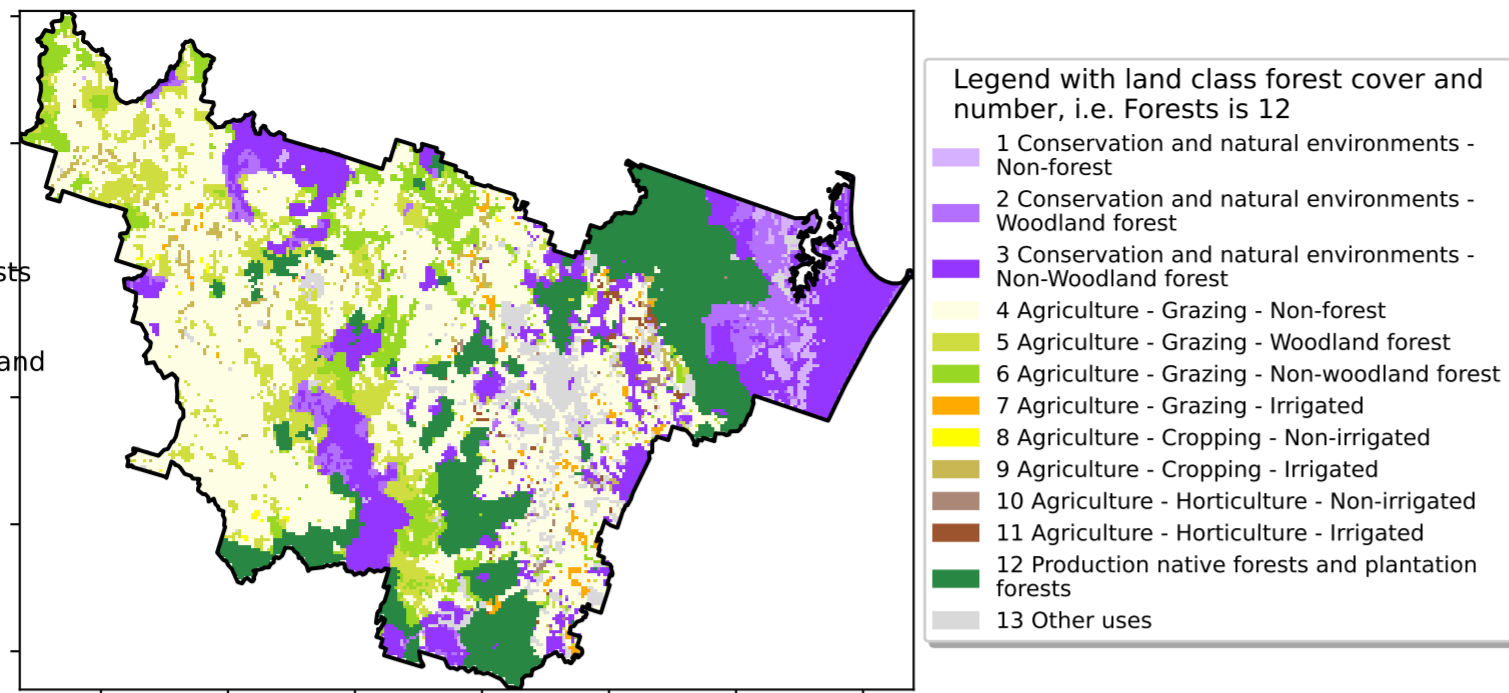 Legend with land class forest cover and
number, i.e. Forests is 12
1 Conservation and natural environments -
Non-forest
2 Conservation and natural environments -
Woodland forest
3 Conservation and natural environments -
Non-Woodland forest
4 Agriculture - Grazing - Non-forest
5 Agriculture - Grazing - Woodland forest
6 Agriculture - Grazing - Non-woodland forest
7 Agriculture - Grazing - Irrigated
8 Agriculture - Cropping - Non-irrigated
9 Agriculture - Cropping - Irrigated
10 Agriculture - Horticulture - Non-irrigated
11 Agriculture - Horticulture - Irrigated
12 Production native forests and plantation
forests
13 Other uses
sts
and